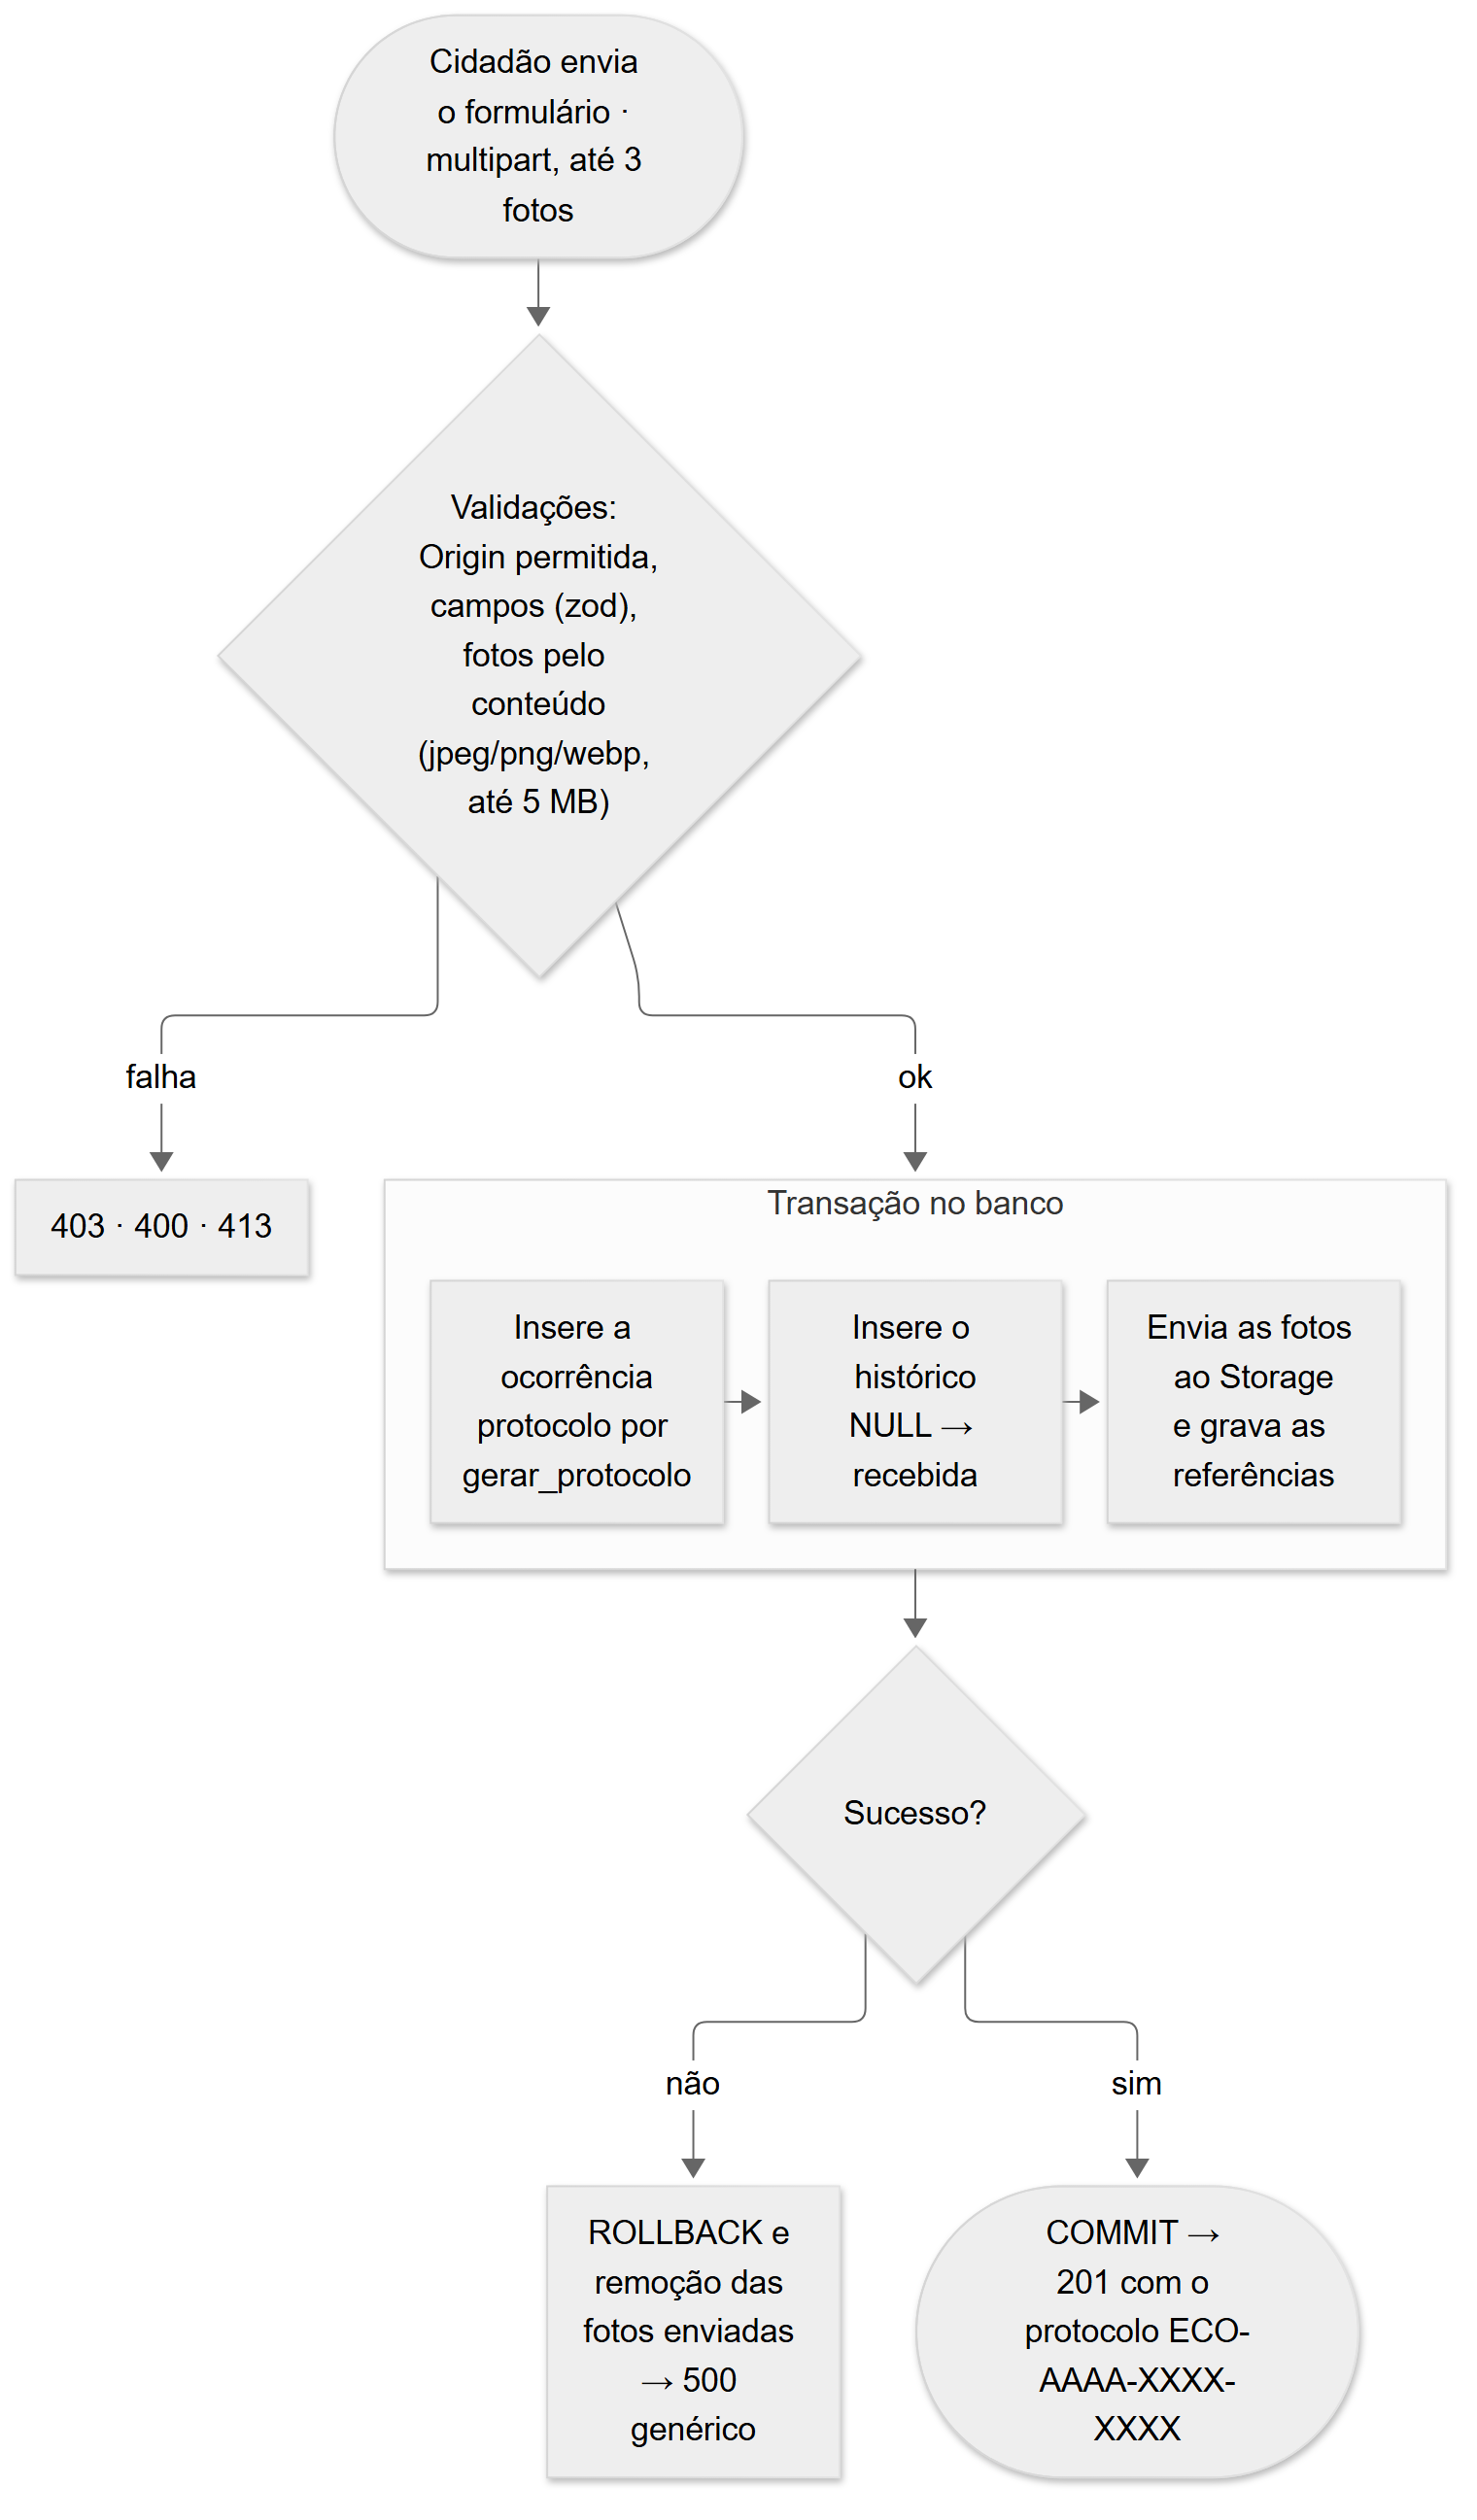 Cidadão envia
o formulário ·
multipart, até 3
fotos
Validações:
Origin permitida,
campos (zod),
fotos pelo
conteúdo
(jpeg/png/webp,
até 5 MB)
falha
ok
403 · 400 · 413
Transação no banco
Insere a
ocorrência
protocolo por
gerar_protocolo
Insere o
histórico
NULL →
recebida
Envia as fotos
ao Storage
e grava as
referências
Sucesso?
não
sim
ROLLBACK e
remoção das
fotos enviadas
→ 500
genérico
COMMIT →
201 com o
protocolo ECO-
AAAA-XXXX-
XXXX